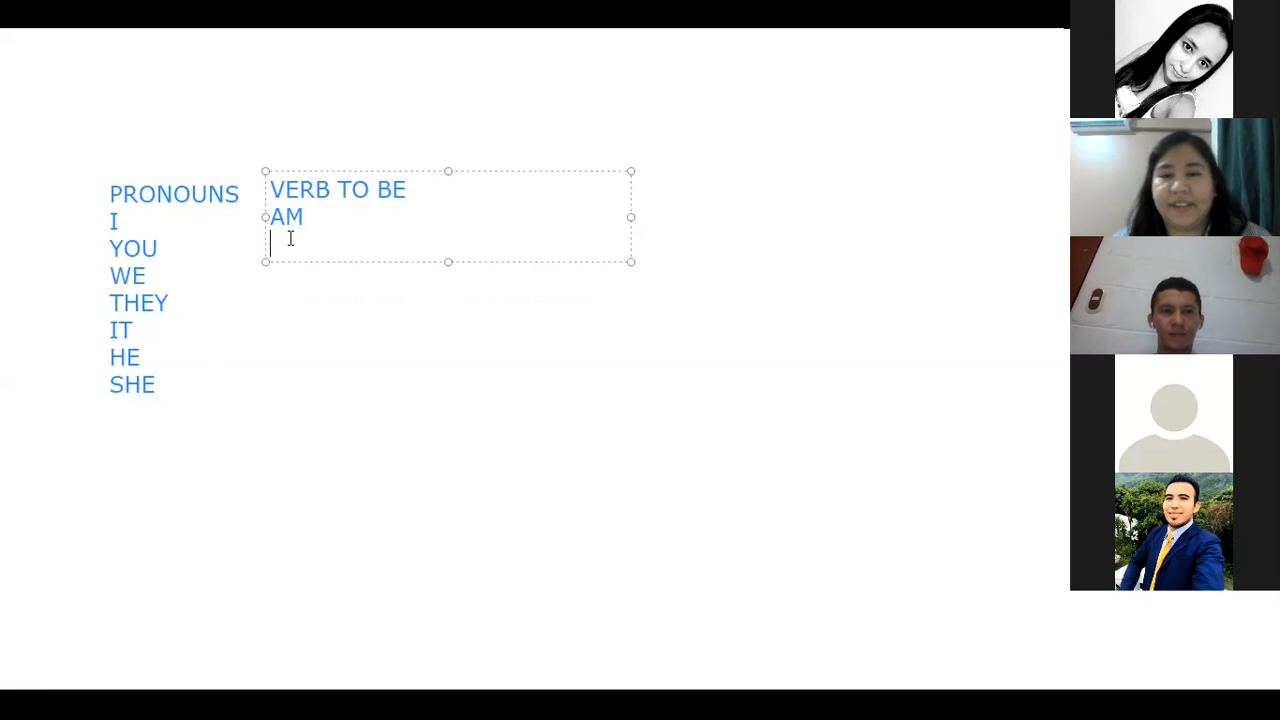 PRONOUNS
I
YOU
WE
THEY
IT
HE
SHE
VERB TO BE
AM